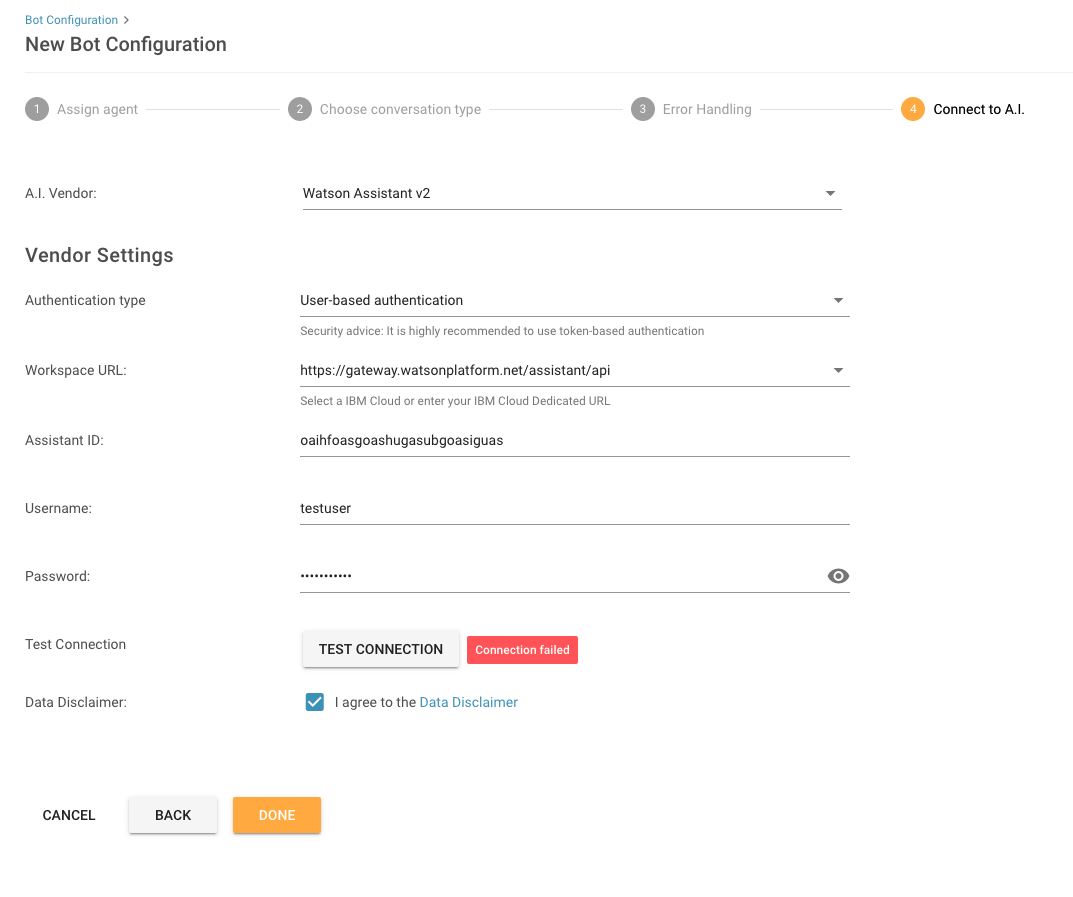 Bot Configuration >
New Bot Configuration
1 Assign agent 2 Choose conversation type 3 Error Handling 4 Connect to A.I.
A.I. Vendor: Watson Assistant v2
Vendor Settings
Authentication type User-based authentication
Security advice: It is highly recommended to use token-based authentication
Workspace URL: https://gateway.watsonplatform.net/assistant/api
Select a IBM Cloud or enter your IBM Cloud Dedicated URL
Assistant ID: oaihfoasgoashugasubgoasiguas
Username: testuser
Password: •••••••••••
Test Connection TEST CONNECTION Connection failed
Data Disclaimer: I agree to the Data Disclaimer
CANCEL BACK DONE